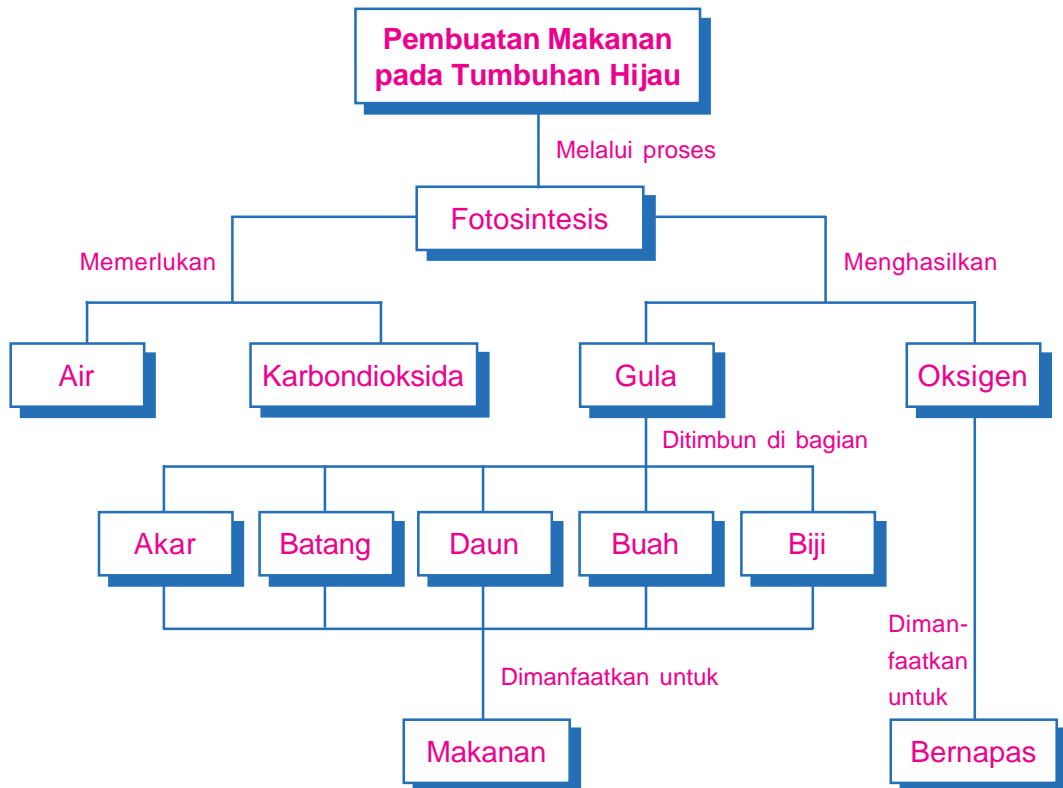 Pembuatan Makanan
pada Tumbuhan Hijau
Melalui proses
Fotosintesis
Memerlukan
Menghasilkan
Air
Karbondioksida
Gula
Oksigen
Ditimbun di bagian
Akar
Batang
Daun
Buah
Biji
Dimanfaatkan untuk
Diman-
faatkan
untuk
Makanan
Bernapas